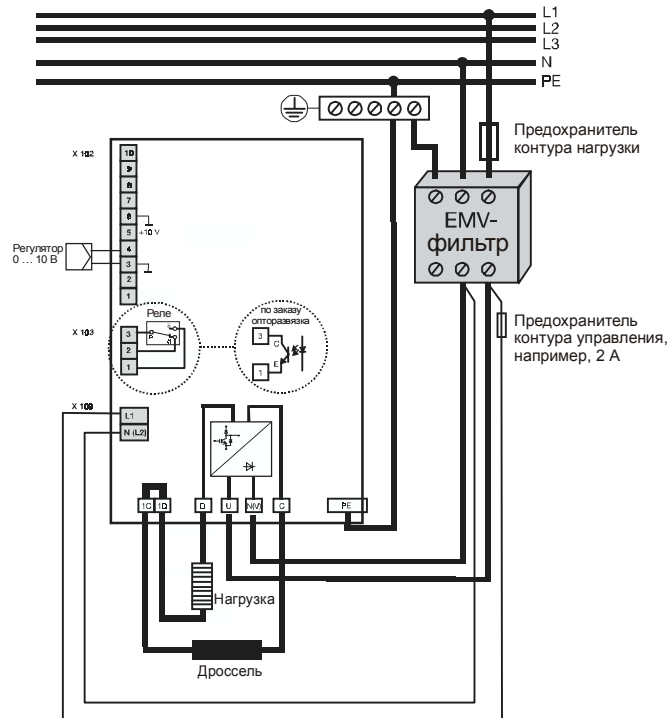 L1
L2
L3
N
PE
Предохранитель
контура нагрузки
X 102
10
9
8
7
6
5
+10 V
4
3
2
1
Регулятор
0 ... 10 В
EMV-
фильтр
Реле
X 103
3
2
1
по заказу
опторазвязка
3
C
E
1
Предохранитель
контура управления,
например, 2 А
X 109
L1
N (L2)
1C
1D
D
U
N(V)
C
PE
Нагрузка
Дроссель